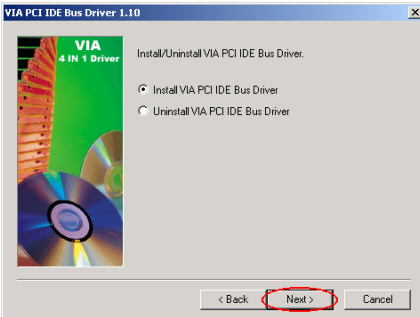 VIA PCI IDE Bus Driver 1.10
VIA
4 IN 1 Driver
Install/Uninstall VIA PCI IDE Bus Driver.
Install VIA PCI IDE Bus Driver
Uninstall VIA PCI IDE Bus Driver
< Back
Next >
Cancel